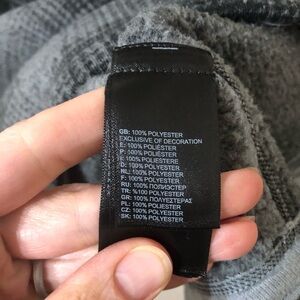 GB: 100% POLYESTER
EXCLUSIVE OF DECORATION
E: 100% POLIÉSTER
P: 100% POLIÉSTER
I: 100% POLIESTERE
D: 100% POLYESTER
NL: 100% POLYESTER
F: 100% POLYESTER
RU: 100% ПОЛИЭСТЕР
TR: %100 POLYESTER
GR: 100% ΠΟΛΥΕΣΤΕΡΑΣ
PL: 100% POLIESTER
CZ: 100% POLYESTER
SK: 100% POLYESTER